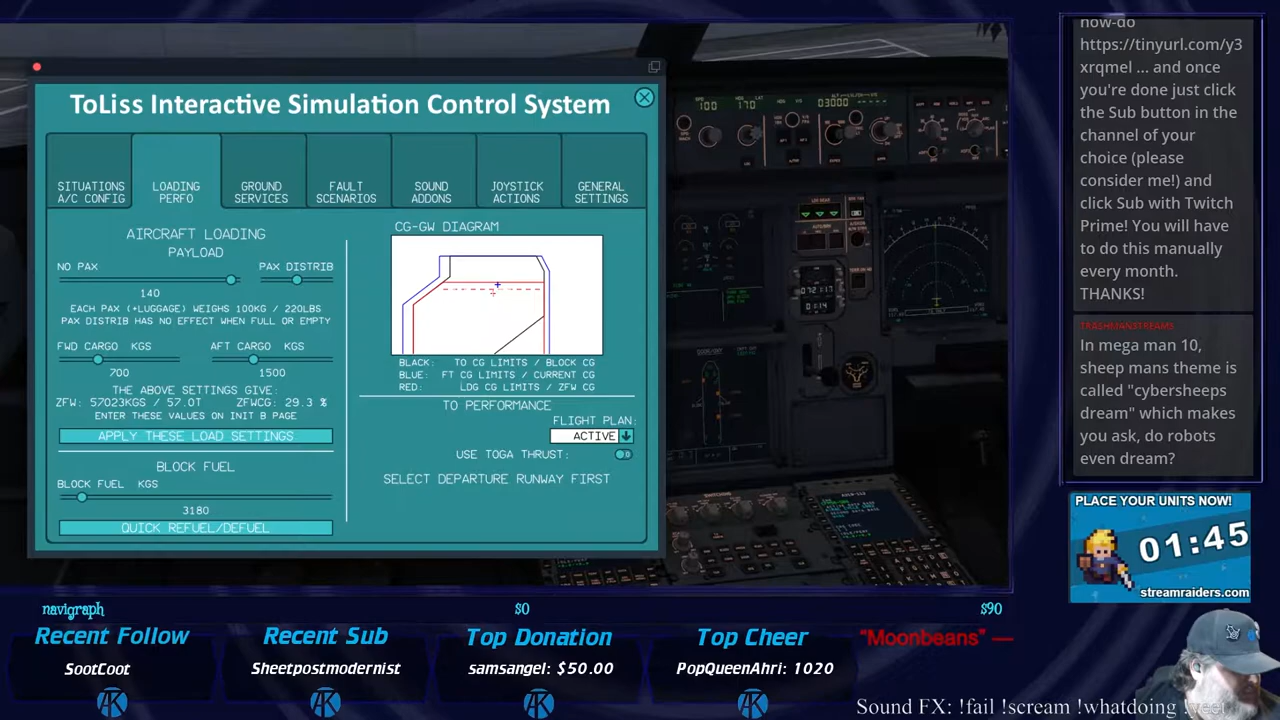 ToLiss Interactive Simulation Control System
SITUATIONS
A/C CONFIG
LOADING
PERFO
GROUND
SERVICES
FAULT
SCENARIOS
SOUND
ADDONS
JOYSTICK
ACTIONS
GENERAL
SETTINGS
AIRCRAFT LOADING
PAYLOAD
NO PAX
PAX DISTRIB
140
EACH PAX (+LUGGAGE) WEIGHS 100KG / 220LBS
PAX DISTRIB HAS NO EFFECT WHEN FULL OR EMPTY
FWD CARGO KGS
AFT CARGO KGS
700
1500
THE ABOVE SETTINGS GIVE:
ZFW: 57023KGS / 57.0T ZFWCG: 29.3 %
ENTER THESE VALUES ON INIT B PAGE
APPLY THESE LOAD SETTINGS
BLOCK FUEL
BLOCK FUEL KGS
3180
QUICK REFUEL/DEFUEL
CG-GW DIAGRAM
BLACK: TO CG LIMITS / BLOCK CG
BLUE: FT CG LIMITS / CURRENT CG
RED: LDG CG LIMITS / ZFW CG
TO PERFORMANCE
FLIGHT PLAN:
ACTIVE
USE TOGA THRUST:
SELECT DEPARTURE RUNWAY FIRST
100
170
03000
now-do
https://tinyurl.com/y3
xrqmel ... and once
you're done just click
the Sub button in the
channel of your
choice (please
consider me!) and
click Sub with Twitch
Prime! You will have
to do this manually
every month.
THANKS!
TRASHMANSTREAMS
In mega man 10,
sheep mans theme is
called "cybersheeps
dream" which makes
you ask, do robots
even dream?
PLACE YOUR UNITS NOW!
01:45
streamraiders.com
navigraph
$0
$90
Recent Follow
SootCoot
Recent Sub
Sheetpostmodernist
Top Donation
samsangel: $50.00
Top Cheer
PopQueenAhri: 1020
"Moonbeans" —
Sound FX: !fail !scream !whatdoing